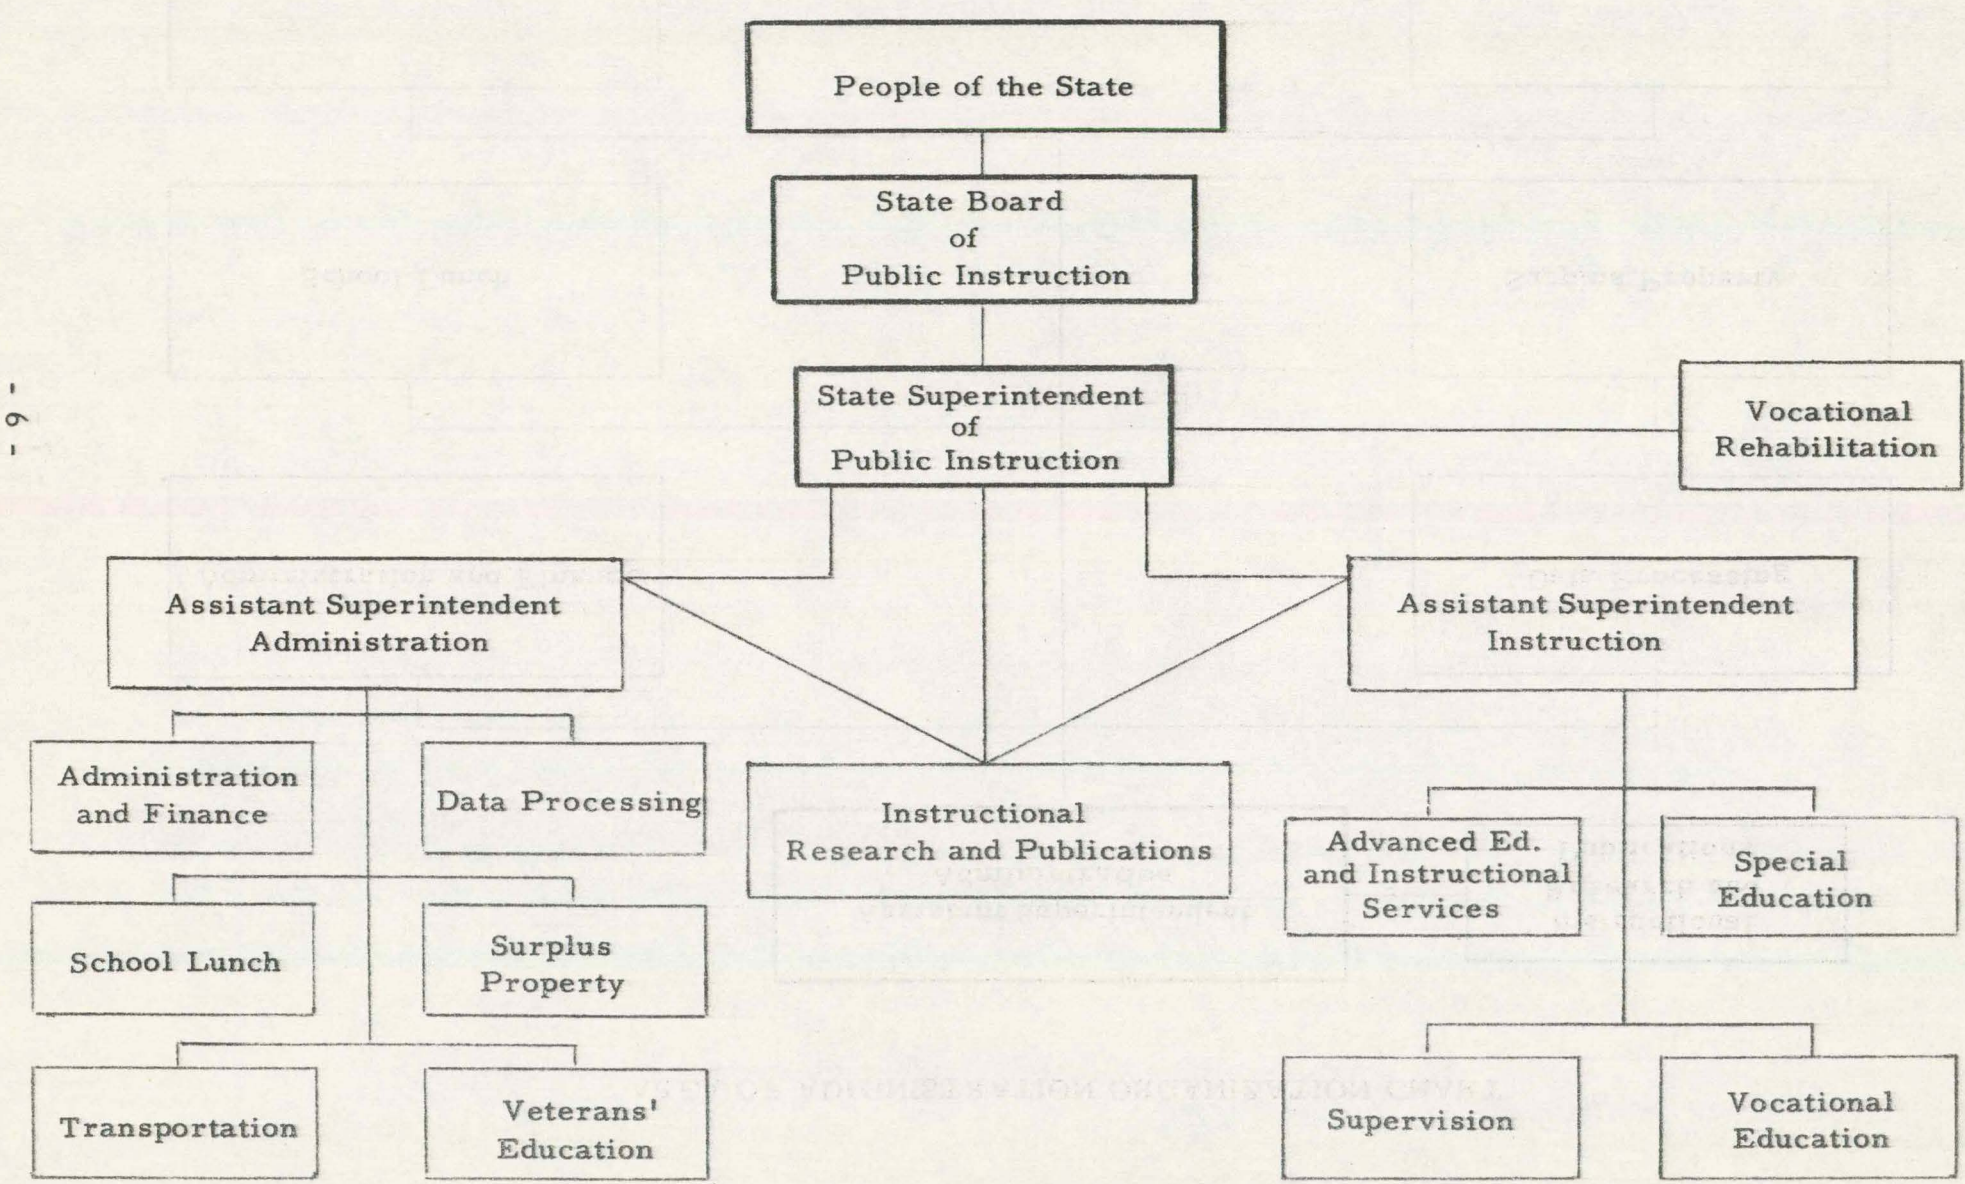 People of the State
State Board
of
Public Instruction
State Superintendent
of
Public Instruction
Vocational
Rehabilitation
- 6 -
Assistant Superintendent
Administration
Assistant Superintendent
Instruction
Administration
and Finance
Data Processing
Instructional
Research and Publications
Advanced Ed.
and Instructional
Services
Special
Education
School Lunch
Surplus
Property
Transportation
Veterans'
Education
Supervision
Vocational
Education